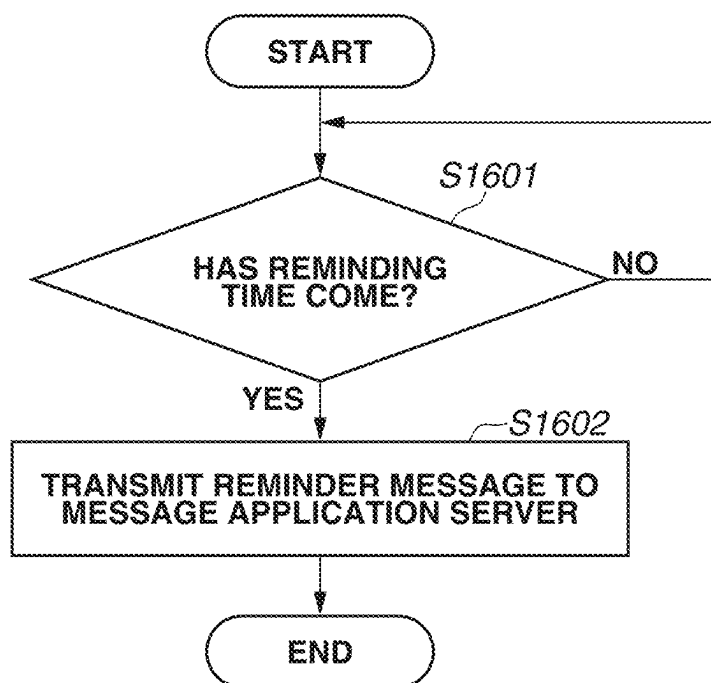 START
S1601
HAS REMINDING
TIME COME?
NO
YES
S1602
TRANSMIT REMINDER MESSAGE TO
MESSAGE APPLICATION SERVER
END